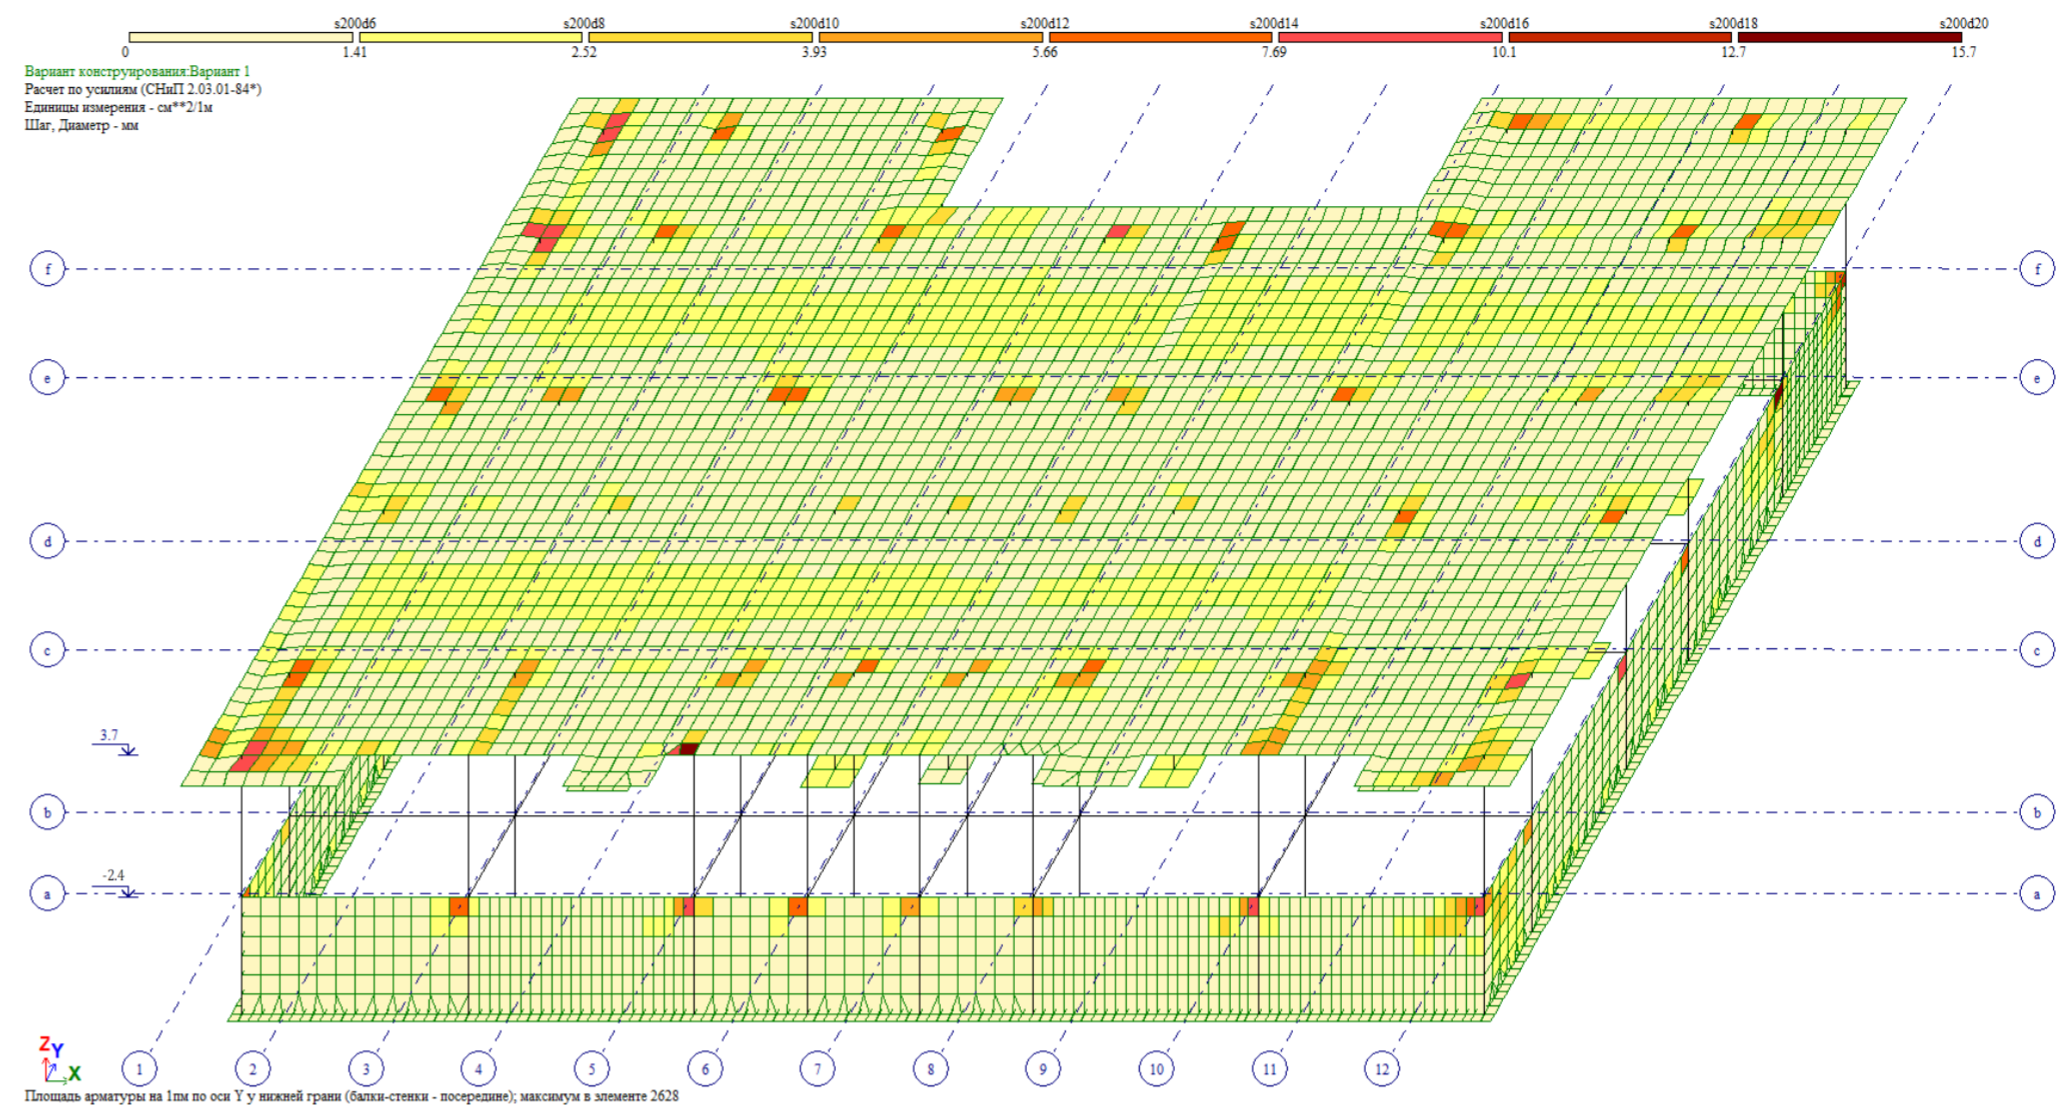 s200d6 s200d8 s200d10 s200d12 s200d14 s200d16 s200d18 s200d20
0 1.41 2.52 3.93 5.66 7.69 10.1 12.7 15.7
Вариант конструирования:Вариант 1
Расчет по усилиям (СНиП 2.03.01-84*)
Единицы измерения - см**2/1м
Шаг, Диаметр - мм
f f
e e
d d
c c
3.7
b b
-2.4
a a
Z Y X
1 2 3 4 5 6 7 8 9 10 11 12
Площадь арматуры на 1пм по оси Y у нижней грани (балки-стенки - посередине); максимум в элементе 2628